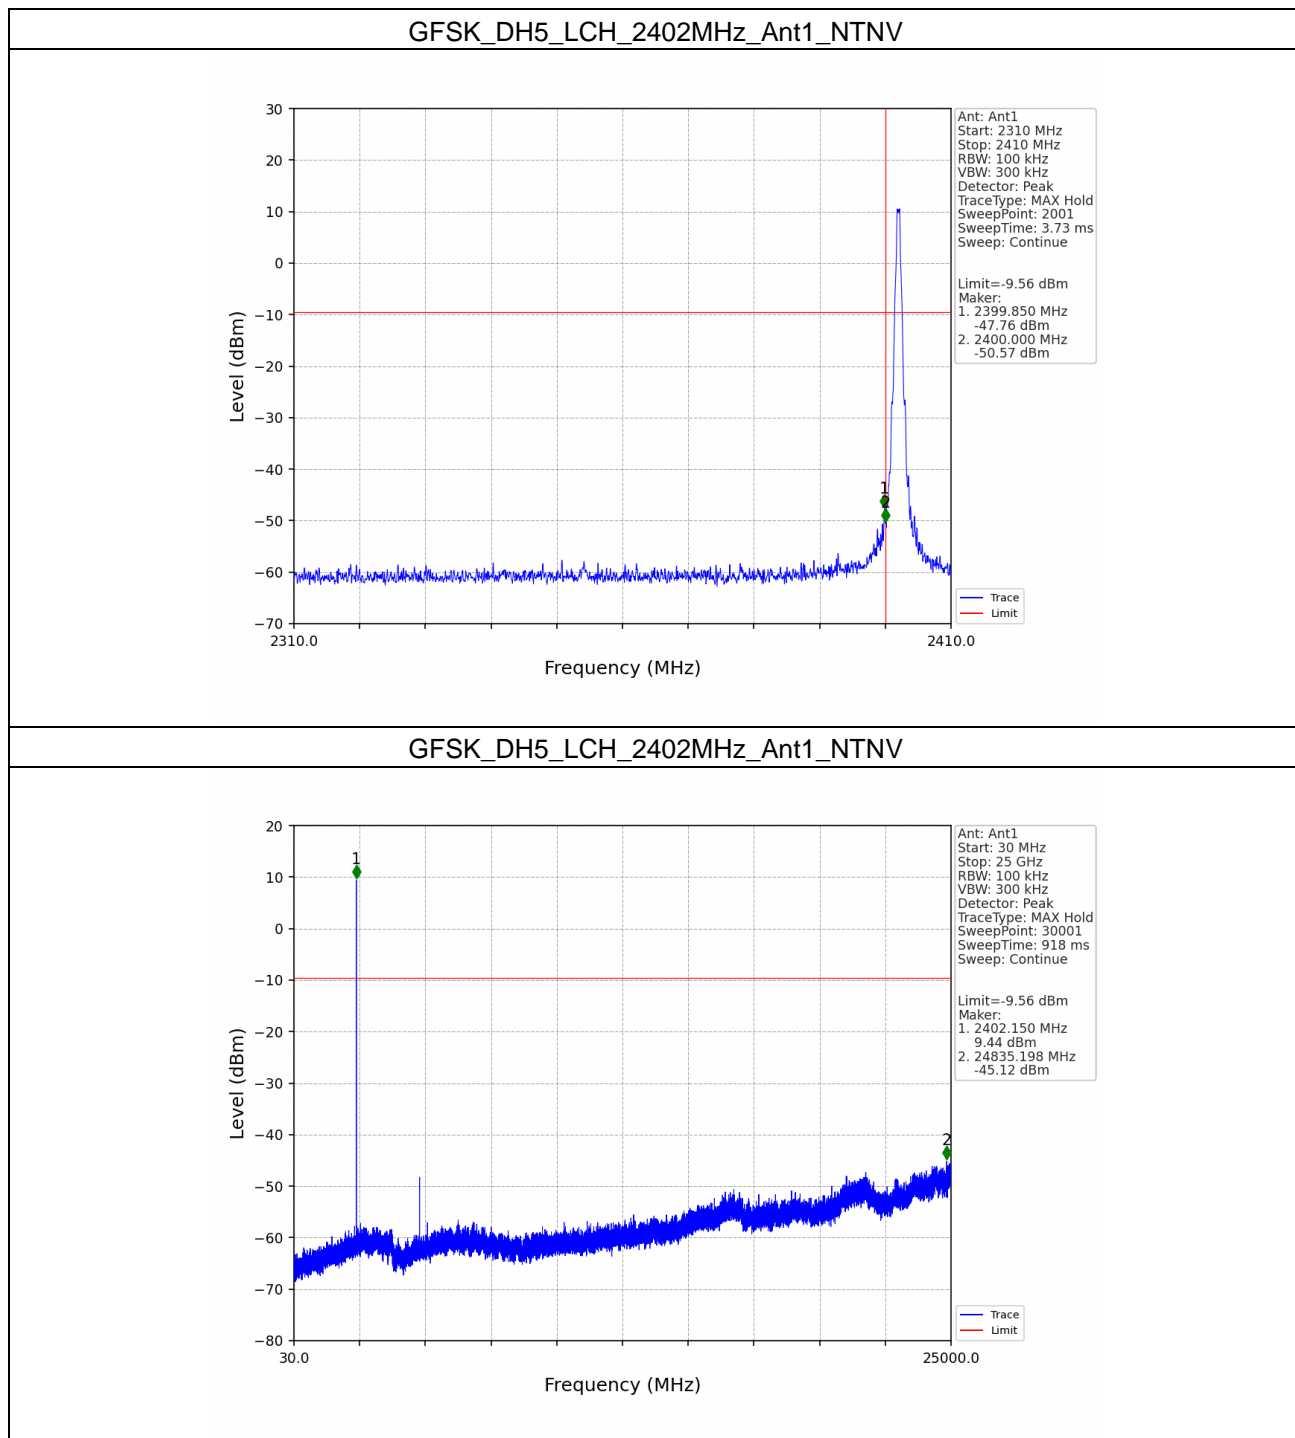 GFSK_DH5_LCH_2402MHz_Ant1_NTNV
30
20
10
0
−10
−20
−30
−40
−50
−60
−70
Level (dBm)
2310.0
2410.0
Frequency (MHz)
1
2
Ant: Ant1
Start: 2310 MHz
Stop: 2410 MHz
RBW: 100 kHz
VBW: 300 kHz
Detector: Peak
TraceType: MAX Hold
SweepPoint: 2001
SweepTime: 3.73 ms
Sweep: Continue
Limit=-9.56 dBm
Maker:
1. 2399.850 MHz
-47.76 dBm
2. 2400.000 MHz
-50.57 dBm
Trace
Limit
GFSK_DH5_LCH_2402MHz_Ant1_NTNV
20
10
0
−10
−20
−30
−40
−50
−60
−70
−80
Level (dBm)
30.0
25000.0
Frequency (MHz)
1
2
Ant: Ant1
Start: 30 MHz
Stop: 25 GHz
RBW: 100 kHz
VBW: 300 kHz
Detector: Peak
TraceType: MAX Hold
SweepPoint: 30001
SweepTime: 918 ms
Sweep: Continue
Limit=-9.56 dBm
Maker:
1. 2402.150 MHz
9.44 dBm
2. 24835.198 MHz
-45.12 dBm
Trace
Limit